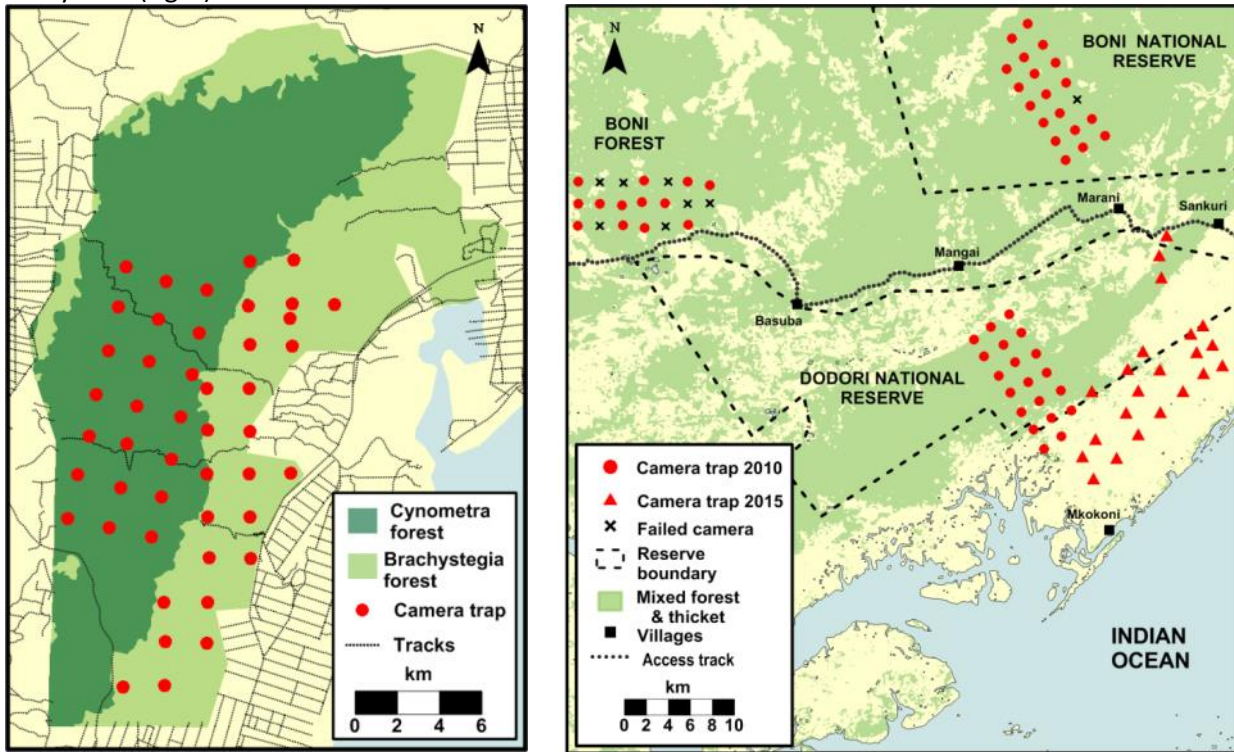 N
Cynometra
forest
Brachystegia
forest
Camera trap
Tracks
km
0 2 4 6
N
BONI NATIONAL
RESERVE
BONI
FOREST
Marani
Sankuri
Mangai
Basuba
DODORI NATIONAL
RESERVE
Camera trap 2010
Camera trap 2015
Failed camera
Reserve
boundary
Mixed forest
& thicket
Villages
Access track
km
0 2 4 6 8 10
Mkokoni
INDIAN
OCEAN